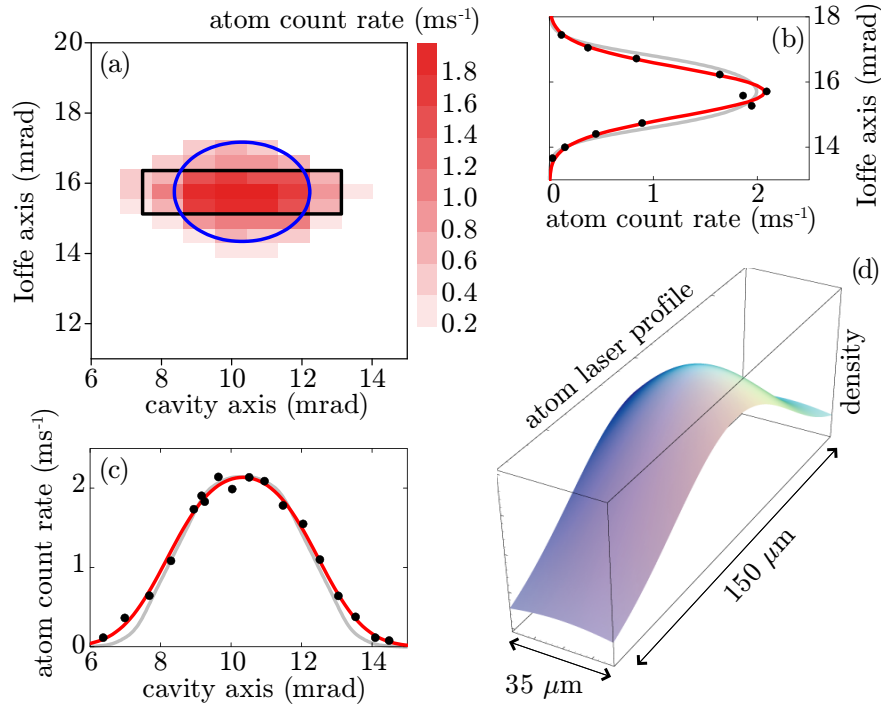 atom count rate (ms-1)
(a)
20
18
16
14
12
Ioffe axis (mrad)
6 8 10 12 14
cavity axis (mrad)
1.8
1.6
1.4
1.2
1.0
0.8
0.6
0.4
0.2
(b)
18
16
14
Ioffe axis (mrad)
0 1 2
atom count rate (ms-1)
(c)
atom count rate (ms-1)
2
1
0
6 8 10 12 14
cavity axis (mrad)
(d)
atom laser profile
density
150 μm
35 μm